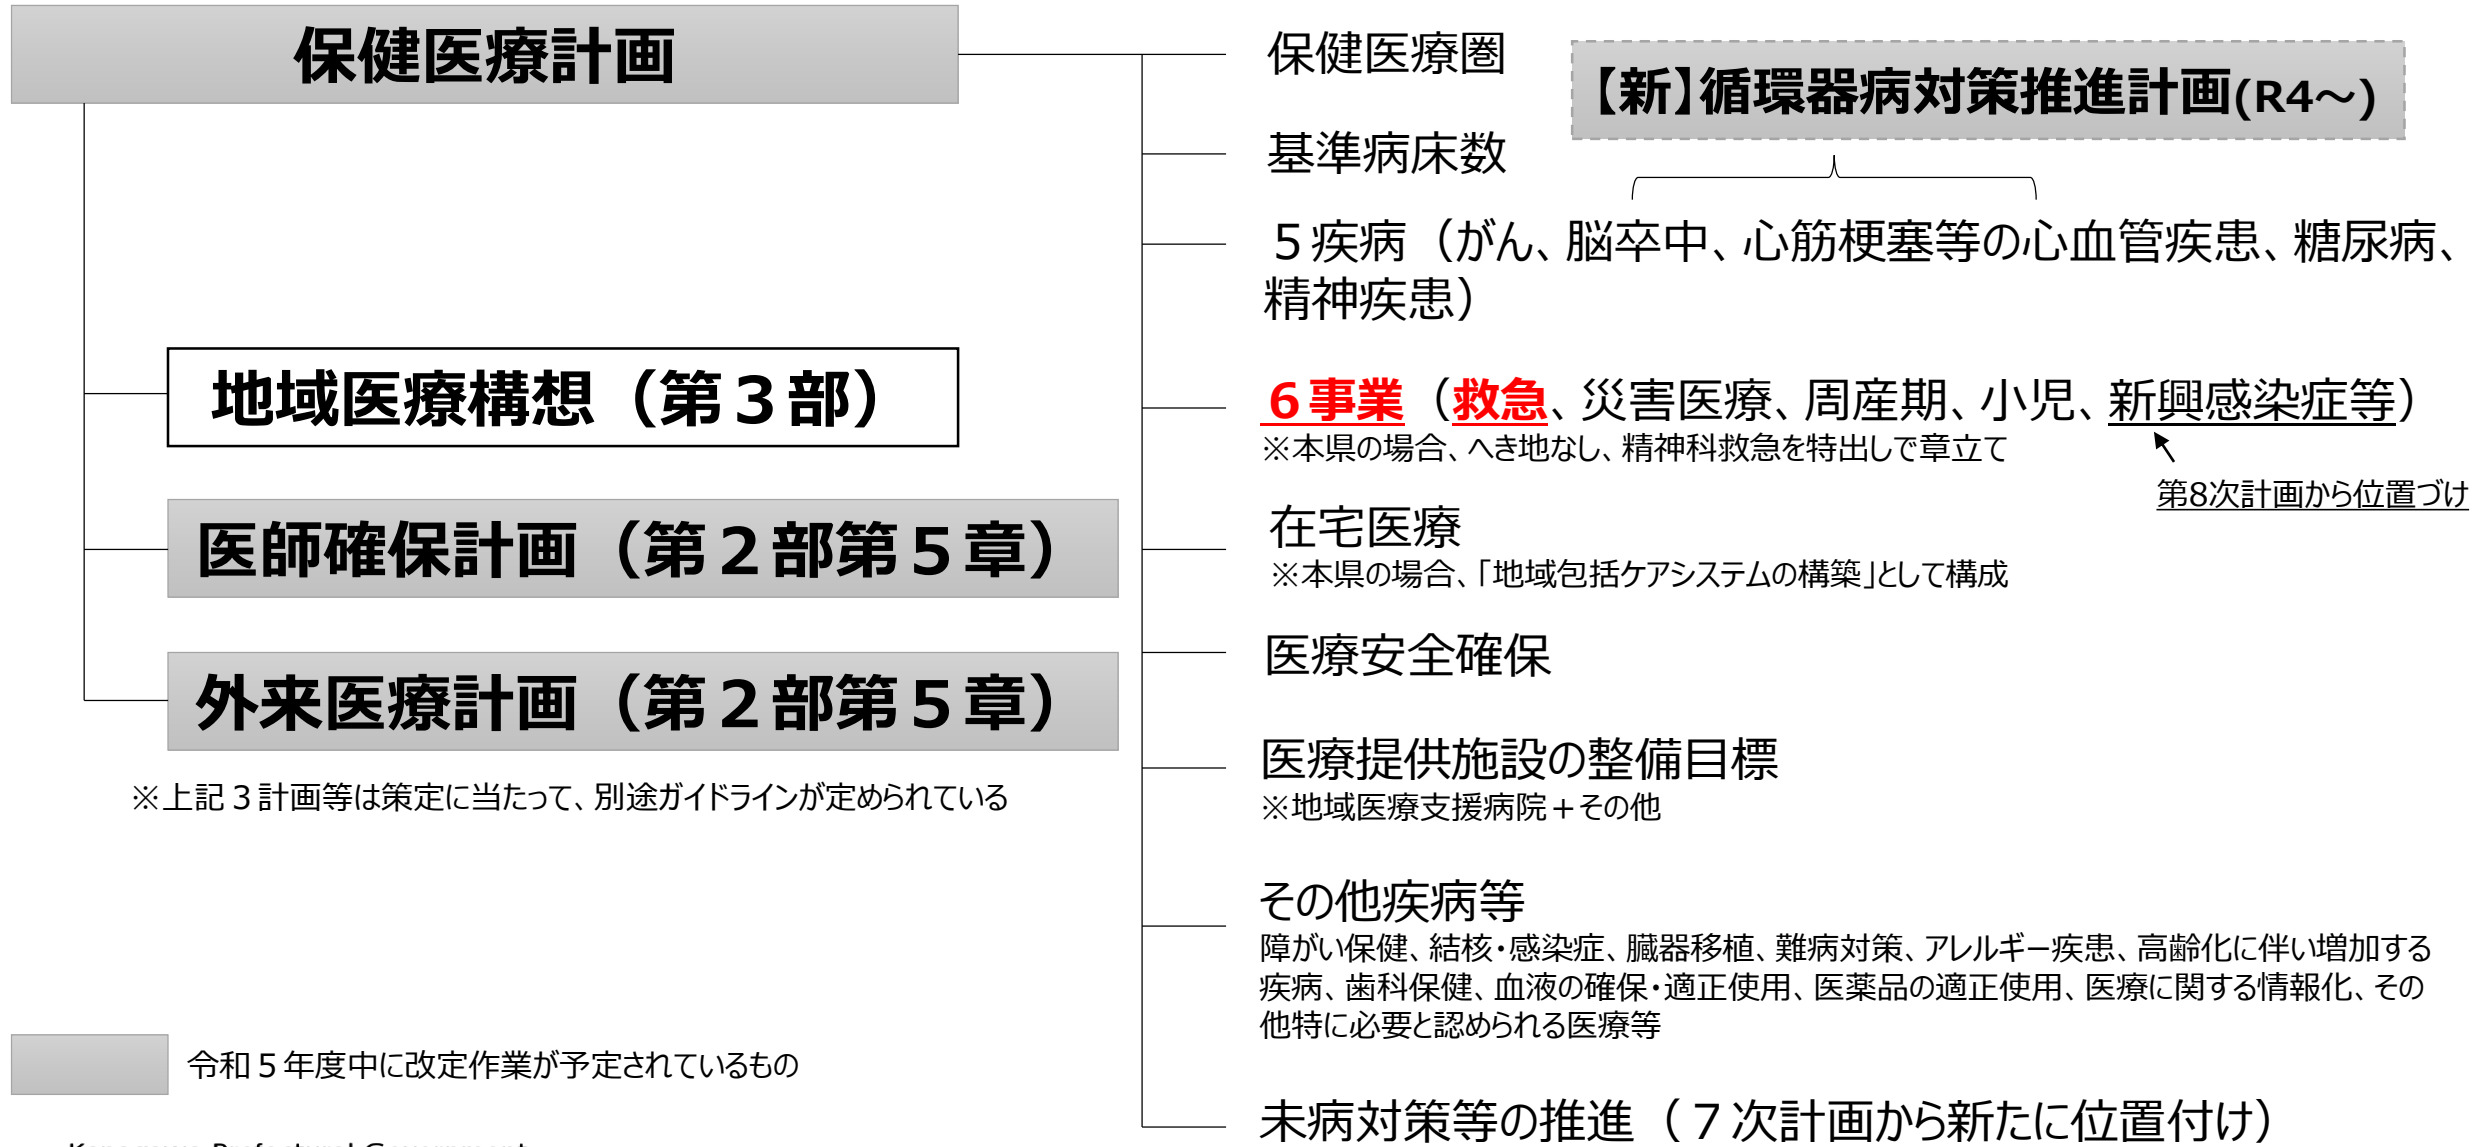 保健医療計画
地域医療構想（第３部）
医師確保計画（第２部第５章）
外来医療計画（第２部第５章）
※上記３計画等は策定に当たって、別途ガイドラインが定められている
令和５年度中に改定作業が予定されているもの
Kanagawa Prefectural Government
保健医療圏
【新】循環器病対策推進計画(R4～)
基準病床数
５疾病（がん、脳卒中、心筋梗塞等の心血管疾患、糖尿病、
精神疾患）
６事業（救急、災害医療、周産期、小児、新興感染症等）
※本県の場合、へき地なし、精神科救急を特出しで章立て
第8次計画から位置づけ
在宅医療
※本県の場合、「地域包括ケアシステムの構築」として構成
医療安全確保
医療提供施設の整備目標
※地域医療支援病院＋その他
その他疾病等
障がい保健、結核・感染症、臓器移植、難病対策、アレルギー疾患、高齢化に伴い増加する
疾病、歯科保健、血液の確保・適正使用、医薬品の適正使用、医療に関する情報化、その
他特に必要と認められる医療等
未病対策等の推進（７次計画から新たに位置付け）